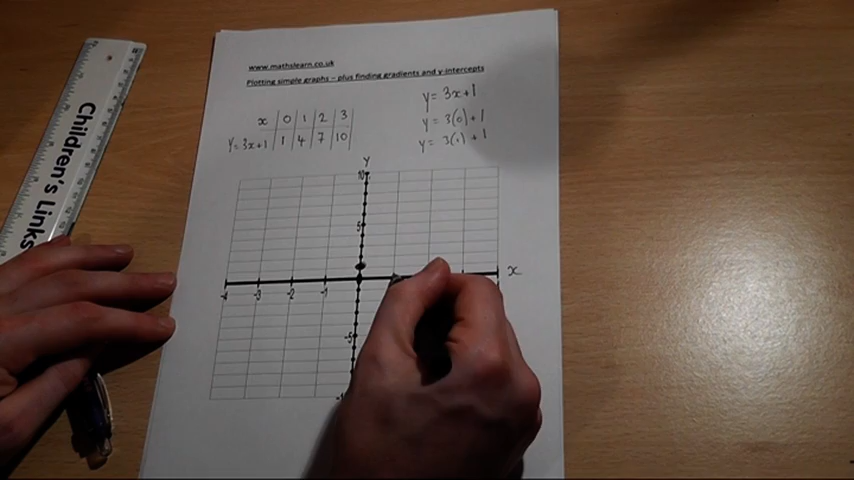 www.mathslearn.co.uk
Plotting simple graphs – plus finding gradients and y-intercepts
y = 3x+1
x 0 1 2 3
y = 3(0)+1
y=3x+1 1 4 7 10
y = 3(1)+1
y
10
5
x
-4 -3 -2 -1
-5
Children's Links